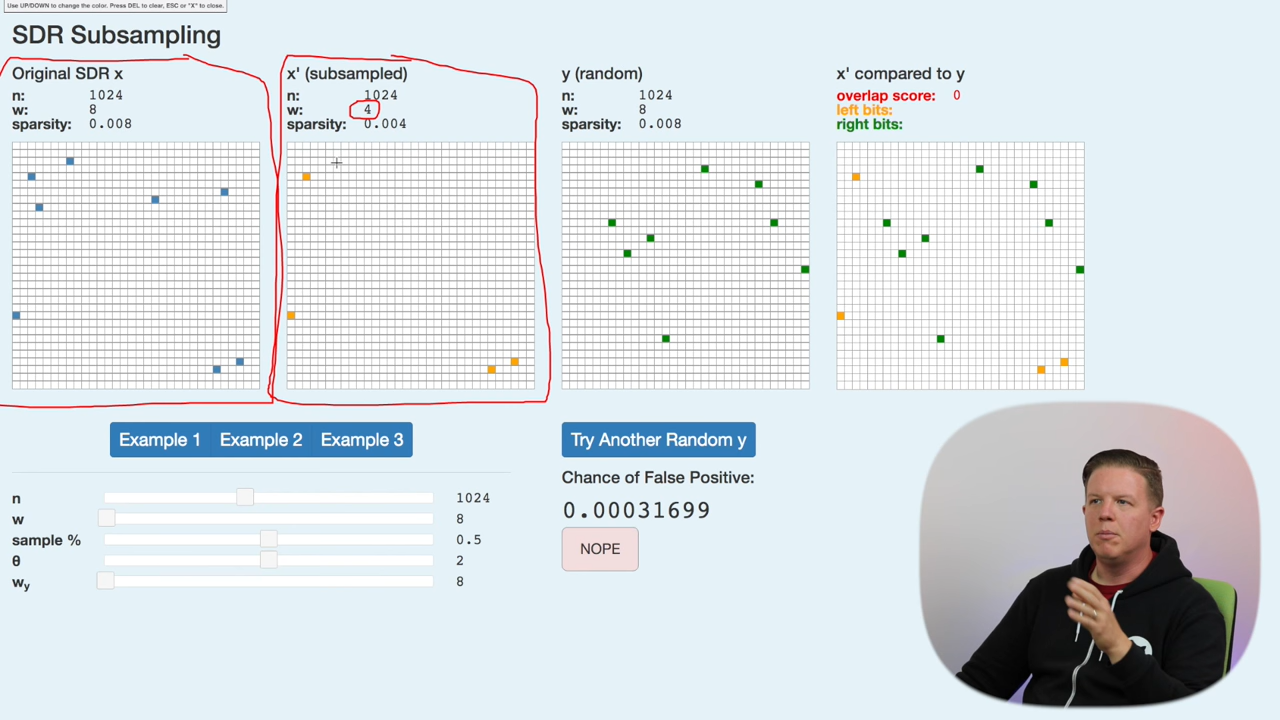 Use UP/DOWN to change the color. Press DEL to clear, ESC or "X" to close.
SDR Subsampling
Original SDR x
n: 1024
w: 8
sparsity: 0.008
x' (subsampled)
n: 1024
w: 4
sparsity: 0.004
y (random)
n: 1024
w: 8
sparsity: 0.008
x' compared to y
overlap score: 0
left bits:
right bits:
Example 1 Example 2 Example 3
n 1024
w 8
sample % 0.5
θ 2
wy 8
Try Another Random y
Chance of False Positive:
0.00031699
NOPE